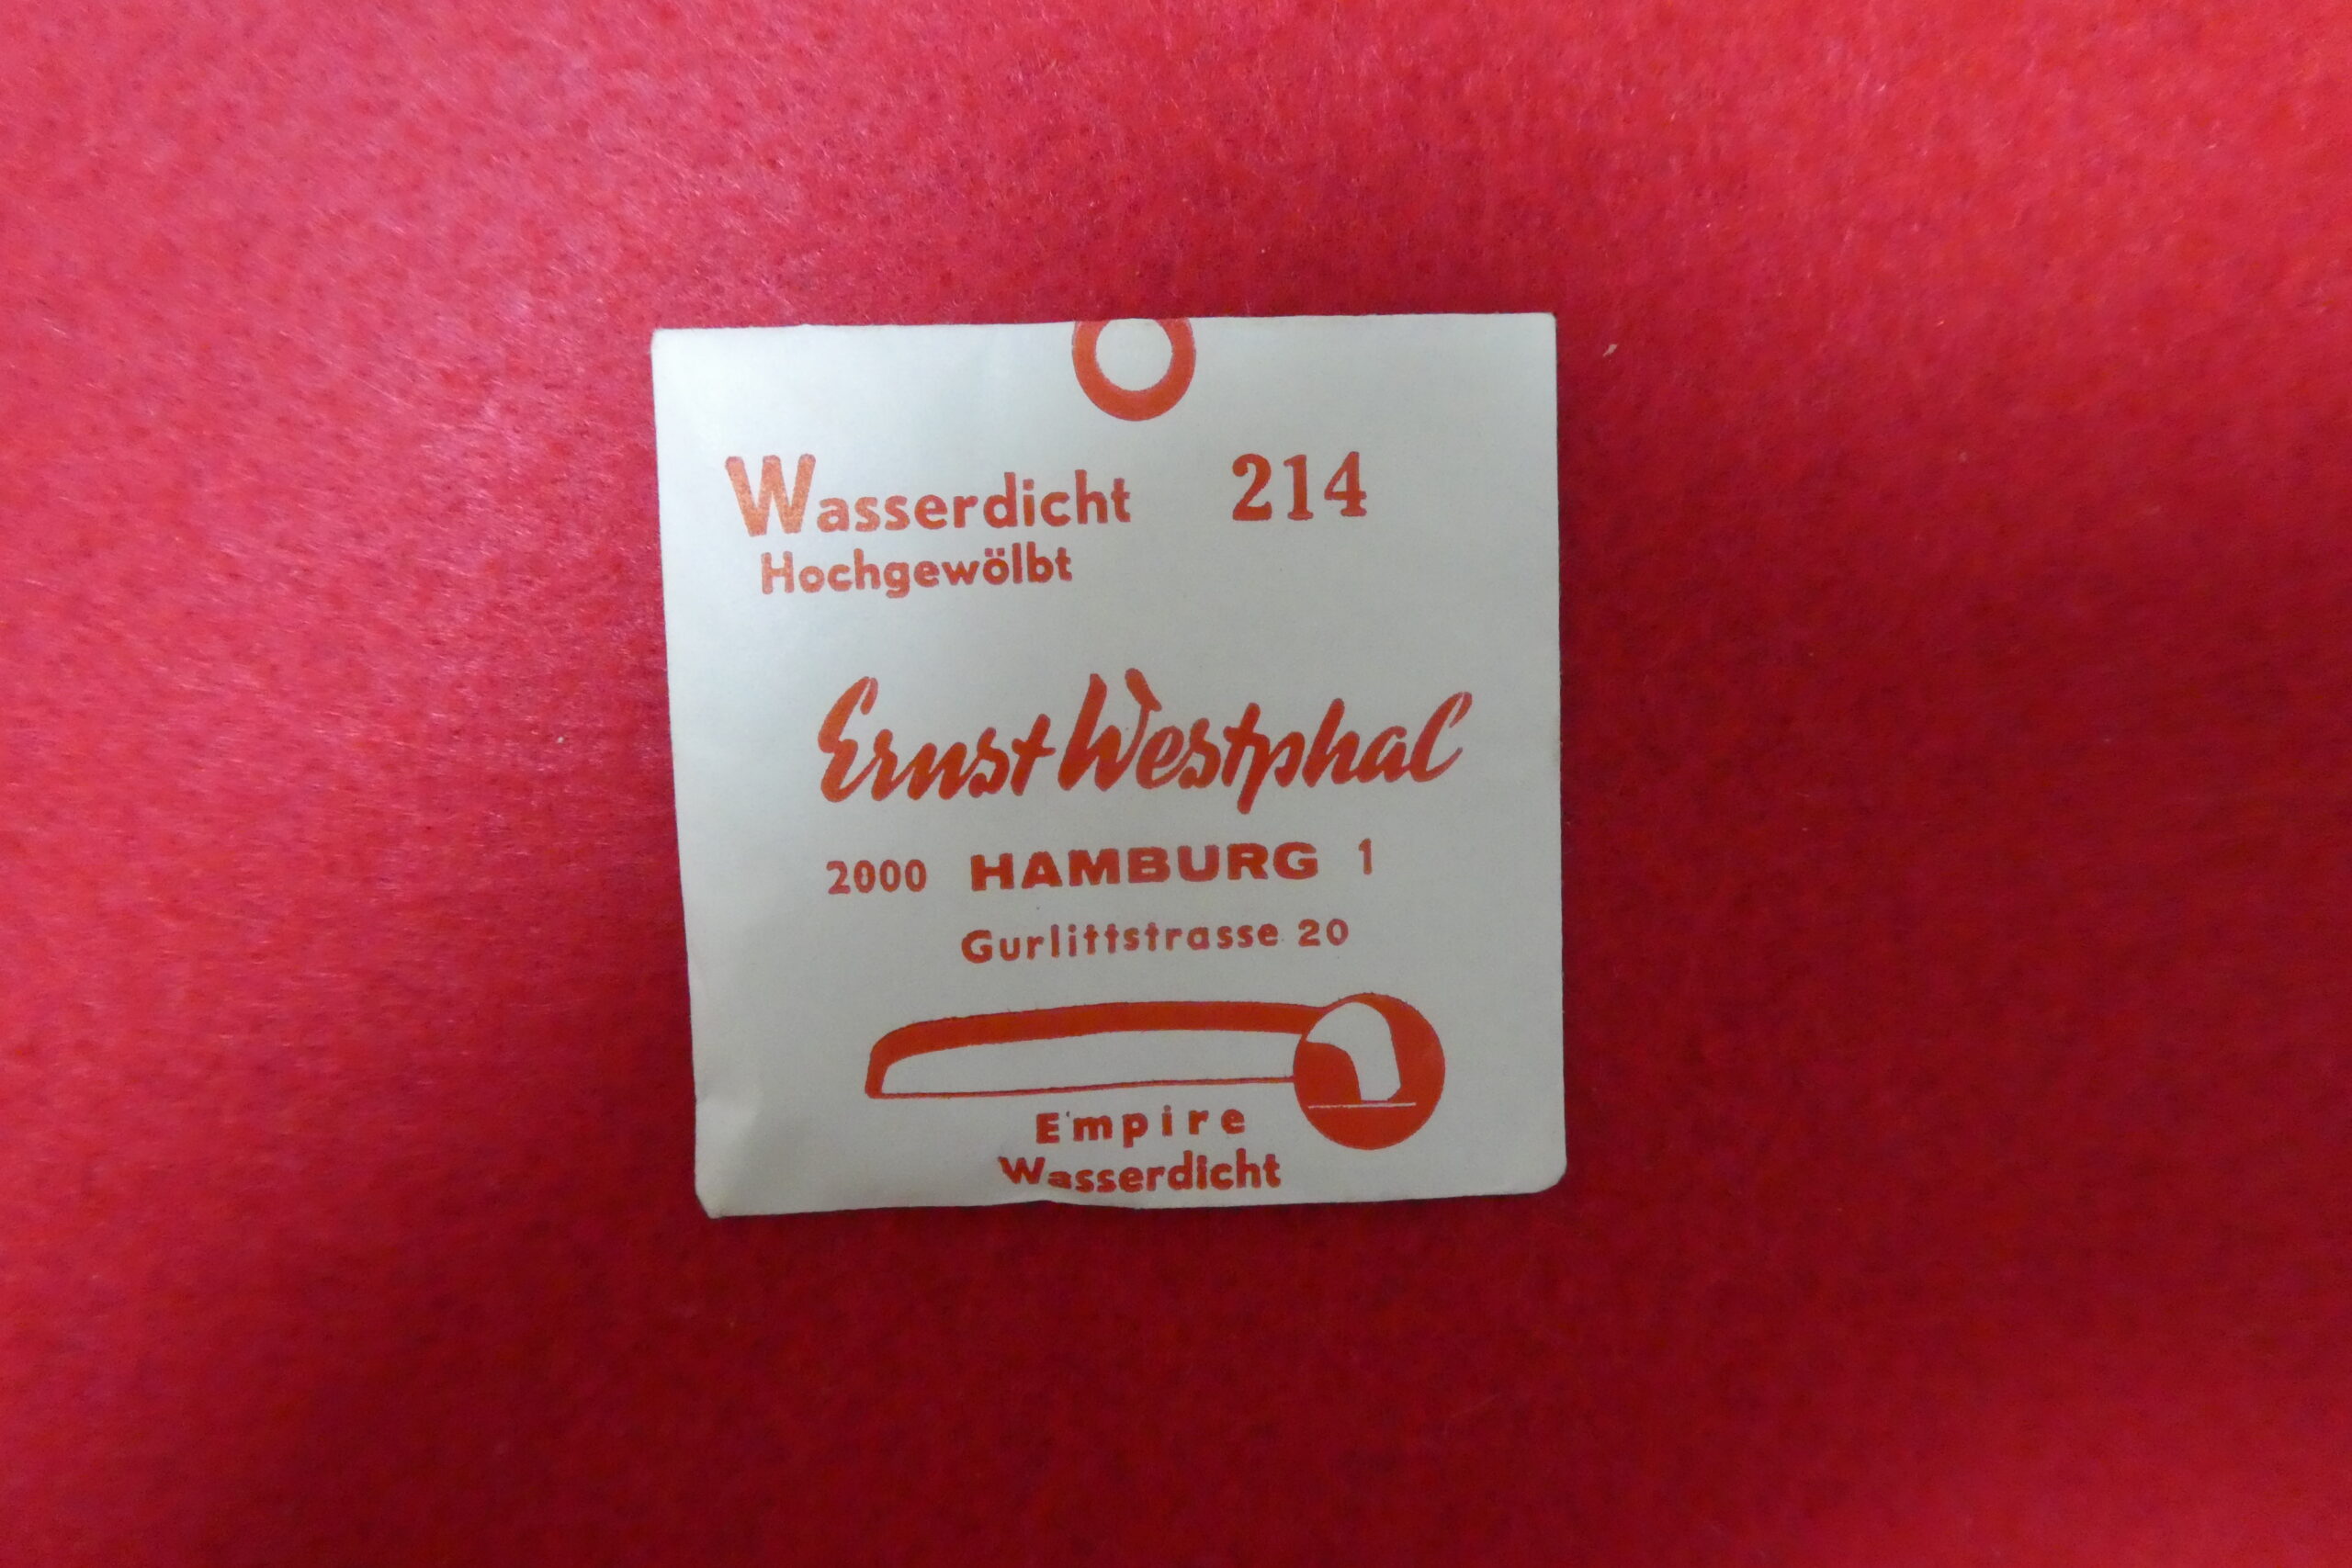 Wasserdicht 214
Hochgewölbt
Ernst Westphal
2000 HAMBURG 1
Gurlittstrasse 20
Empire
Wasserdicht